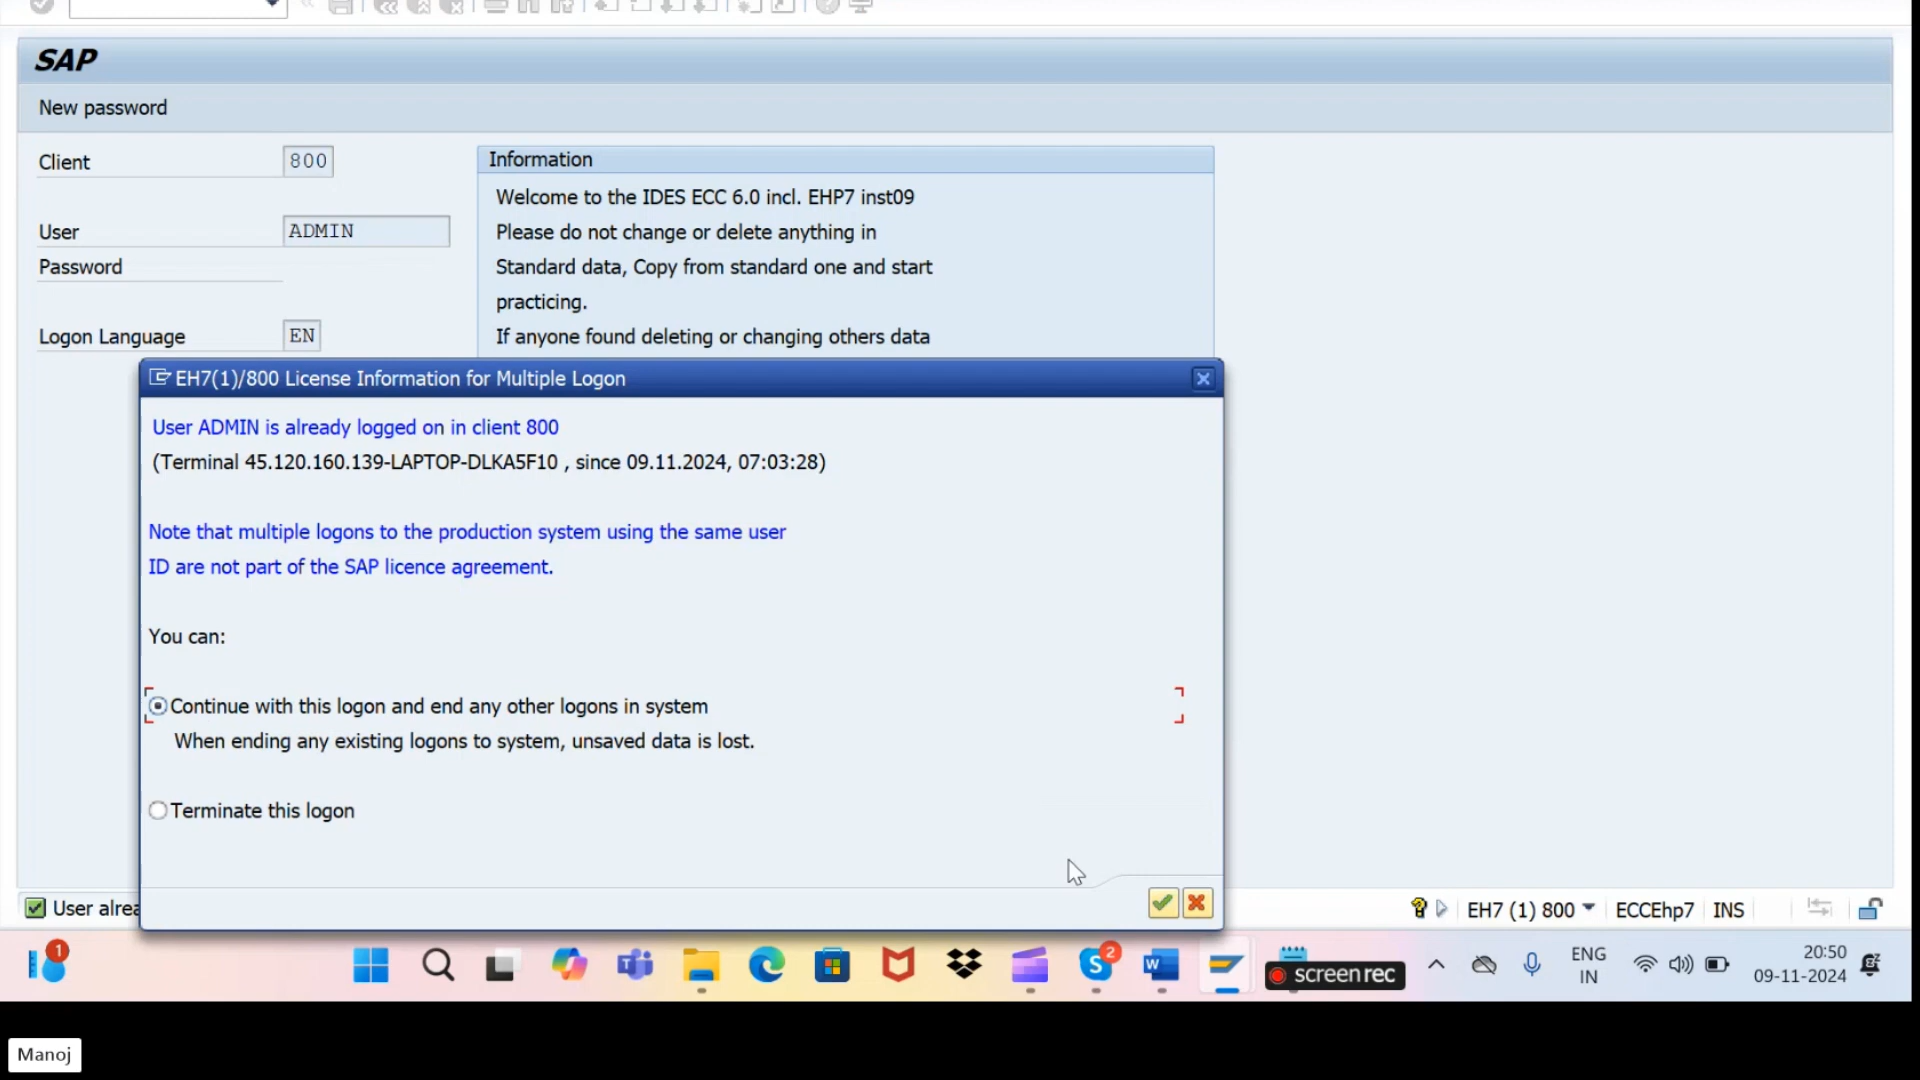 SAP
New password
Client 800
User ADMIN
Password
Logon Language EN
Information
Welcome to the IDES ECC 6.0 incl. EHP7 inst09
Please do not change or delete anything in
Standard data, Copy from standard one and start
practicing.
If anyone found deleting or changing others data
EH7(1)/800 License Information for Multiple Logon
User ADMIN is already logged on in client 800
(Terminal 45.120.160.139-LAPTOP-DLKA5F10 , since 09.11.2024, 07:03:28)
Note that multiple logons to the production system using the same user
ID are not part of the SAP licence agreement.
You can:
Continue with this logon and end any other logons in system
When ending any existing logons to system, unsaved data is lost.
Terminate this logon
User alrea
EH7 (1) 800 ECCEhp7 INS
1
2
screenrec
ENG
IN
20:50
09-11-2024
Manoj